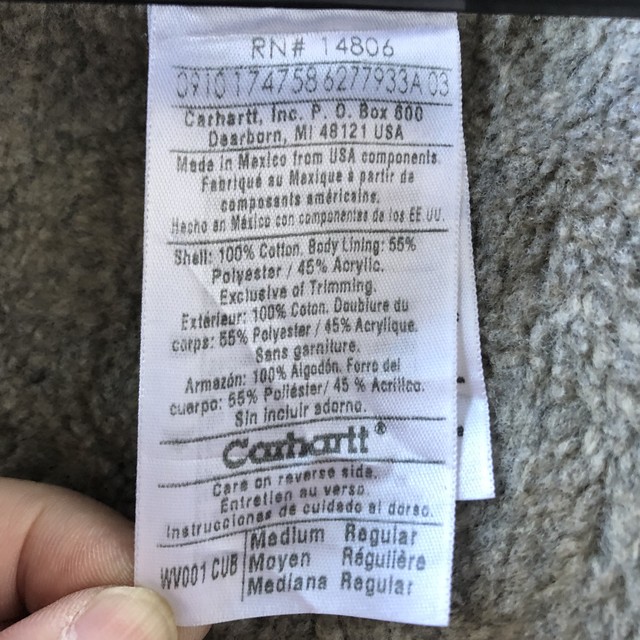 RN# 14806
0910174758 6277933A 03
Carhartt, Inc. P. O. Box 600
Dearborn, MI 48121 USA
Made in Mexico from USA components.
Fabriqué au Mexique à partir de
composants américains.
Hecho en México con componentes de los EE UU.
Shell: 100% Cotton. Body Lining: 55%
Polyester / 45% Acrylic.
Exclusive of Trimming.
Extérieur: 100% Coton. Doublure du
corps: 55% Polyester / 45% Acrylique.
Sans garniture.
Armazón: 100% Algodón. Forro del
cuerpo: 55% Poliéster / 45 % Acrílico.
Sin incluir adorno.
Carhartt®
Care on reverse side.
Entretien au verso.
Instrucciones de cuidado al dorso.
WV001 CUB
Medium Regular
Moyen Régulière
Mediana Regular